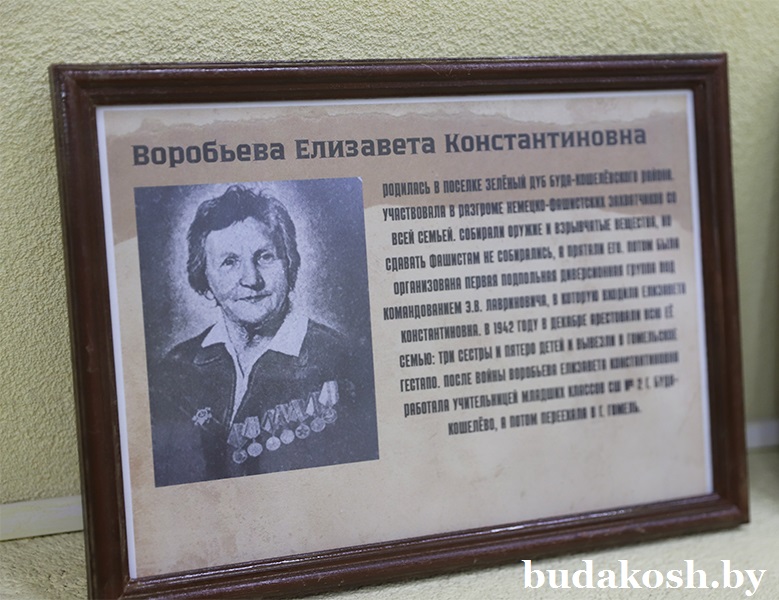 Воробьева Елизавета Константиновна
РОДИЛАСЬ В ПОСЕЛКЕ ЗЕЛЁНЫЙ ДУБ БУДА-КОШЕЛЁВСКОГО РАЙОНА.
УЧАСТВОВАЛА В РАЗГРОМЕ НЕМЕЦКО-ФАШИСТСКИХ ЗАХВАТЧИКОВ СО
ВСЕЙ СЕМЬЕЙ. СОБИРАЛИ ОРУЖИЕ И ВЗРЫВЧАТЫЕ ВЕЩЕСТВА, НО
СДАВАТЬ ФАШИСТАМ НЕ СОБИРАЛИСЬ, А ПРЯТАЛИ ЕГО. ПОТОМ БЫЛА
ОРГАНИЗОВАНА ПЕРВАЯ ПОДПОЛЬНАЯ ДИВЕРСИОННАЯ ГРУППА ПОД
КОМАНДОВАНИЕМ Э.В. ЛАВРИНОВИЧА, В КОТОРУЮ ВХОДИЛА ЕЛИЗАВЕТА
КОНСТАНТИНОВНА. В 1942 ГОДУ В ДЕКАБРЕ АРЕСТОВАЛИ ВСЮ ЕЁ
СЕМЬЮ: ТРИ СЕСТРЫ И ПЯТЕРО ДЕТЕЙ И ВЫВЕЗЛИ В ГОМЕЛЬСКОЕ
ГЕСТАПО. ПОСЛЕ ВОЙНЫ ВОРОБЬЕВА ЕЛИЗАВЕТА КОНСТАНТИНОВНА
РАБОТАЛА УЧИТЕЛЬНИЦЕЙ МЛАДШИХ КЛАССОВ СШ № 2 Г. БУДА-
КОШЕЛЁВО, А ПОТОМ ПЕРЕЕХАЛА В Г. ГОМЕЛЬ.
budakosh.by